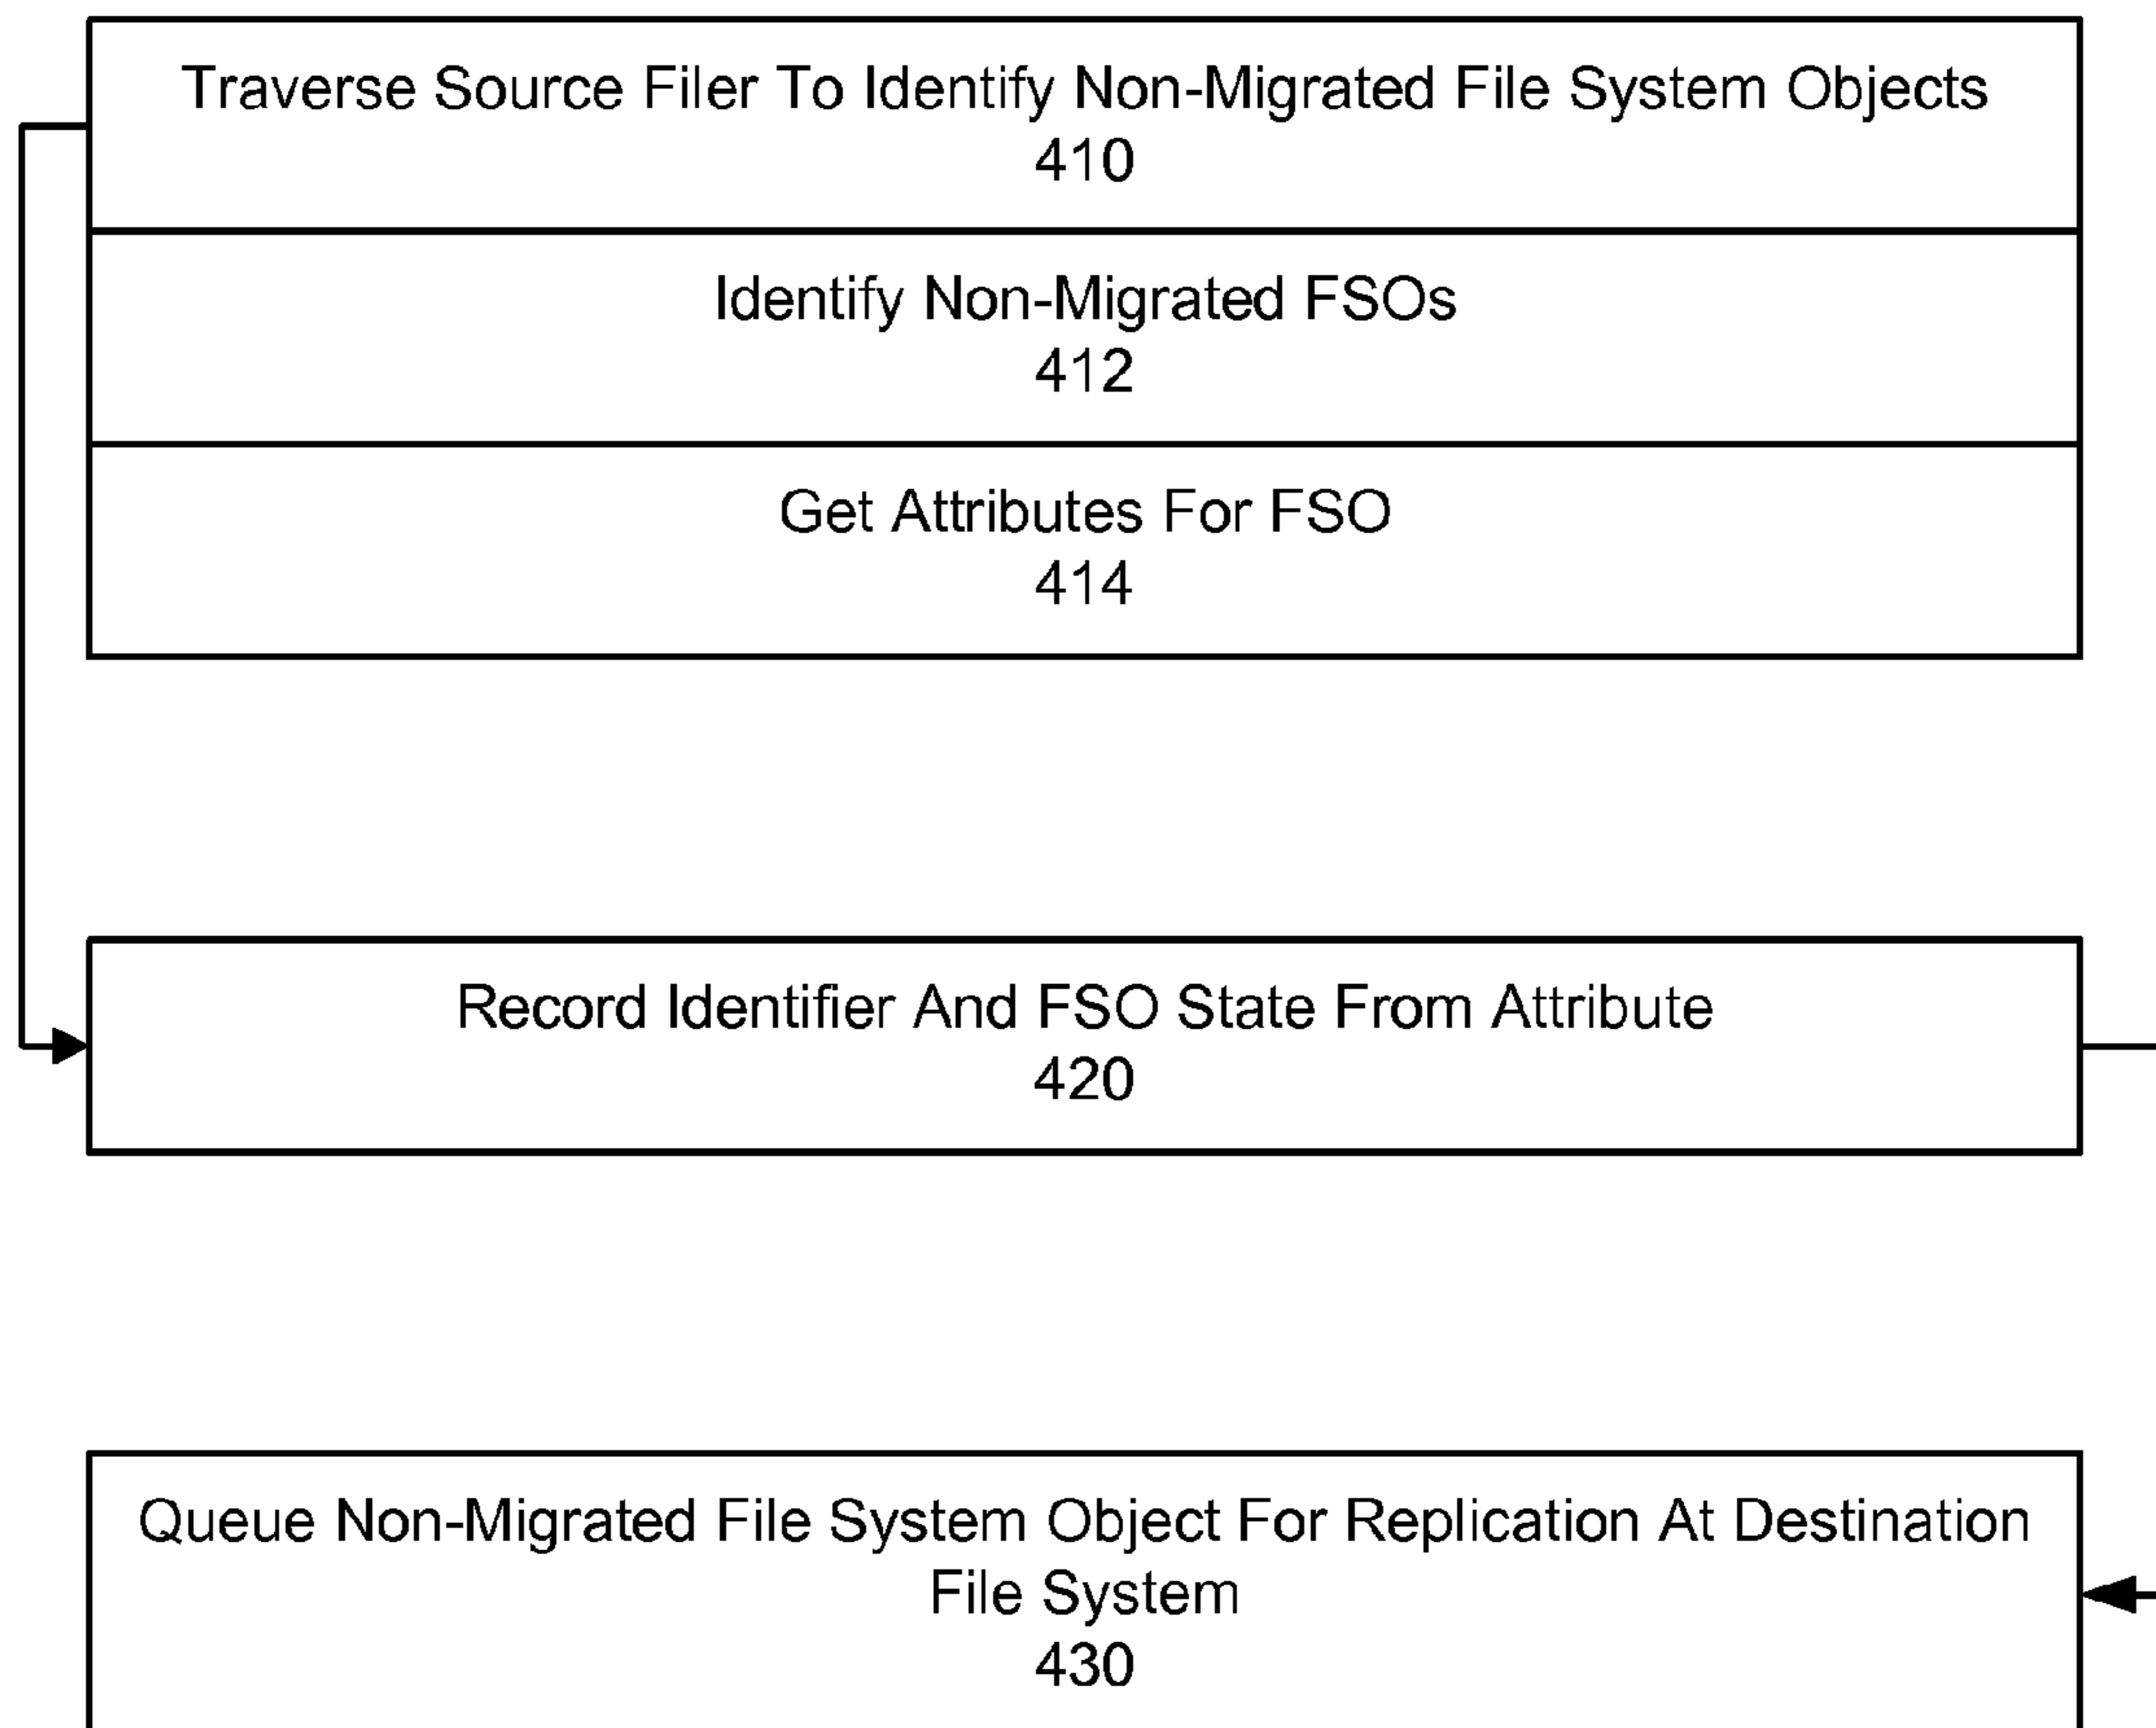 Traverse Source Filer To Identify Non-Migrated File System Objects
410
Identify Non-Migrated FSOs
412
Get Attributes For FSO
414
Record Identifier And FSO State From Attribute
420
Queue Non-Migrated File System Object For Replication At Destination
File System
430